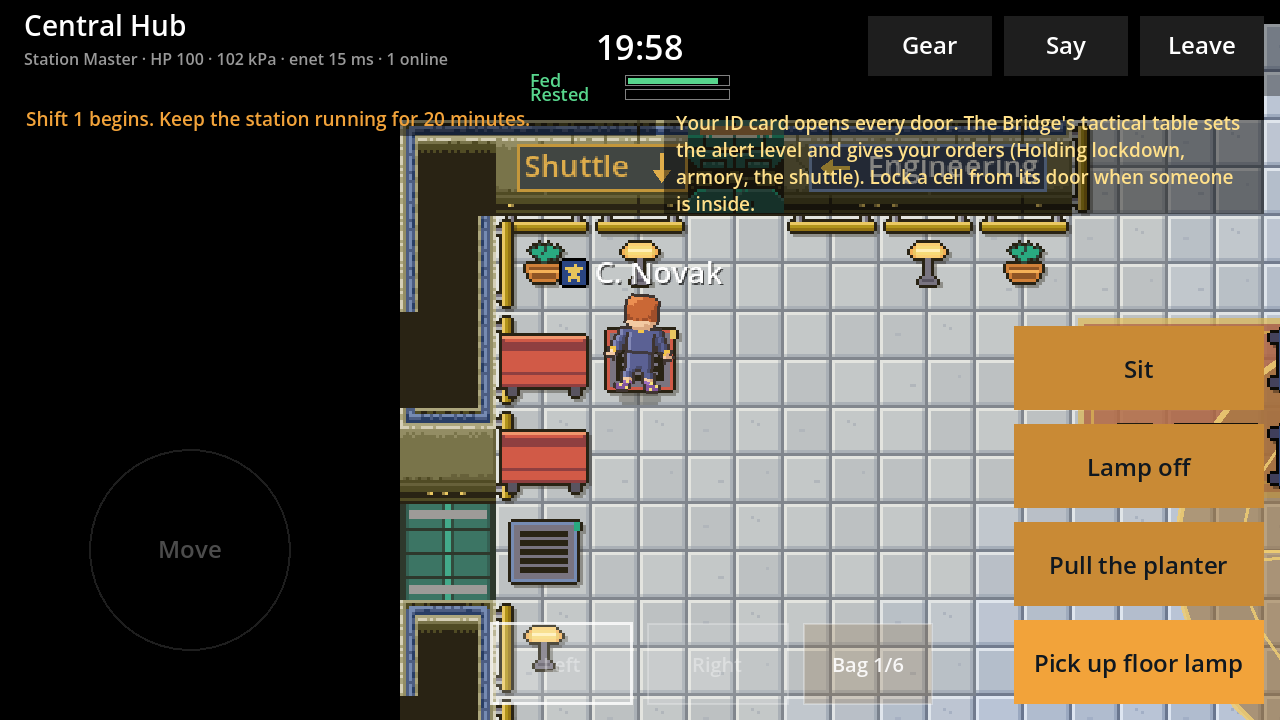 Central Hub
Station Master · HP 100 · 102 kPa · enet 15 ms · 1 online
19:58
Gear
Say
Leave
Fed
Rested
Shift 1 begins. Keep the station running for 20 minutes.
Your ID card opens every door. The Bridge's tactical table sets
the alert level and gives your orders (Holding lockdown,
armory, the shuttle). Lock a cell from its door when someone
is inside.
Shuttle
Engineering
C. Novak
Sit
Lamp off
Pull the planter
Pick up floor lamp
Move
Right
Bag 1/6